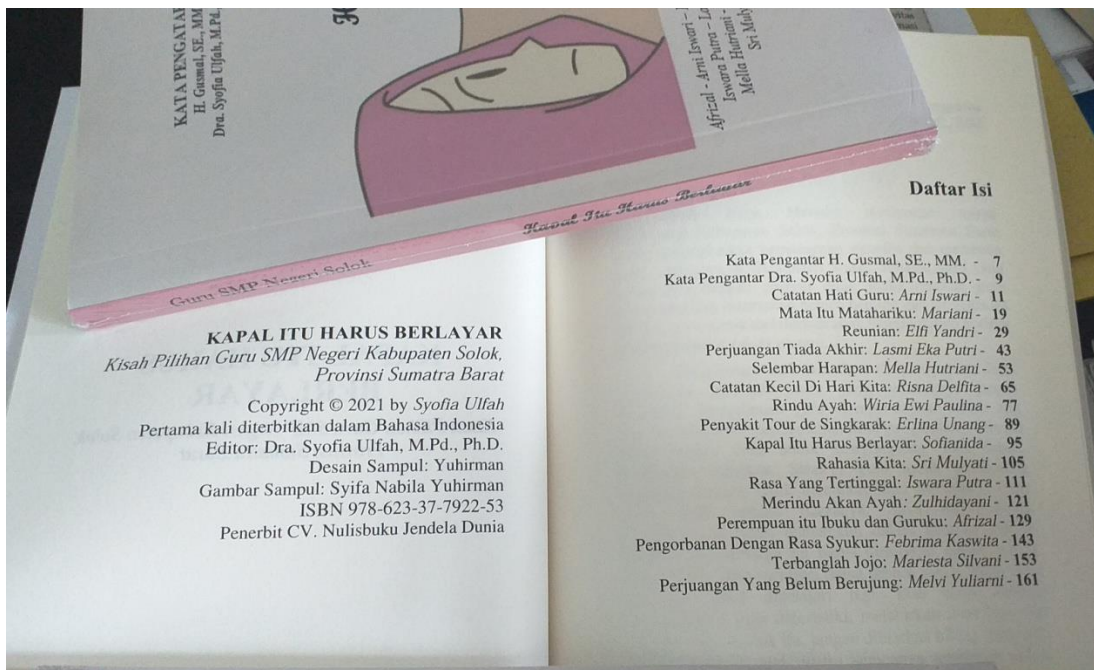 KATA PENGATAR
H. Gusmal, SE., MM
Dra. Syofia Ulfah, M.Pd.,
Afrizal - Arni Iswari -
Iswara Putra -
Mella Hutriani -
Sri
Guru SMP Negeri Solok
Kapal Itu Harus Berlayar
KAPAL ITU HARUS BERLAYAR
Kisah Pilihan Guru SMP Negeri Kabupaten Solok,
Provinsi Sumatra Barat
Copyright © 2021 by Syofia Ulfah
Pertama kali diterbitkan dalam Bahasa Indonesia
Editor: Dra. Syofia Ulfah, M.Pd., Ph.D.
Desain Sampul: Yuhirman
Gambar Sampul: Syifa Nabila Yuhirman
ISBN 978-623-37-7922-53
Penerbit CV. Nulisbuku Jendela Dunia
Daftar Isi
Kata Pengantar H. Gusmal, SE., MM. - 7
Kata Pengantar Dra. Syofia Ulfah, M.Pd., Ph.D. - 9
Catatan Hati Guru: Arni Iswari - 11
Mata Itu Matahariku: Mariani - 19
Reunian: Elfi Yandri - 29
Perjuangan Tiada Akhir: Lasmi Eka Putri - 43
Selembar Harapan: Mella Hutriani - 53
Catatan Kecil Di Hari Kita: Risna Delfita - 65
Rindu Ayah: Wiria Ewi Paulina - 77
Penyakit Tour de Singkarak: Erlina Unang - 89
Kapal Itu Harus Berlayar: Sofianida - 95
Rahasia Kita: Sri Mulyati - 105
Rasa Yang Tertinggal: Iswara Putra - 111
Merindu Akan Ayah: Zulhidayani - 121
Perempuan itu Ibuku dan Guruku: Afrizal - 129
Pengorbanan Dengan Rasa Syukur: Febrima Kaswita - 143
Terbanglah Jojo: Mariesta Silvani - 153
Perjuangan Yang Belum Berujung: Melvi Yuliarni - 161